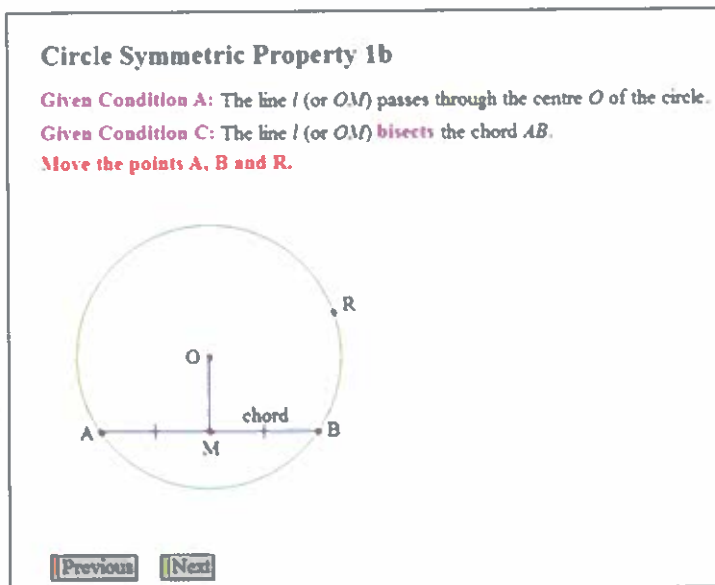 Circle Symmetric Property 1b
Given Condition A: The line l (or OM) passes through the centre O of the circle.
Given Condition C: The line l (or OM) bisects the chord AB.
Move the points A, B and R.
R
O
chord
A
B
M
Previous
Next